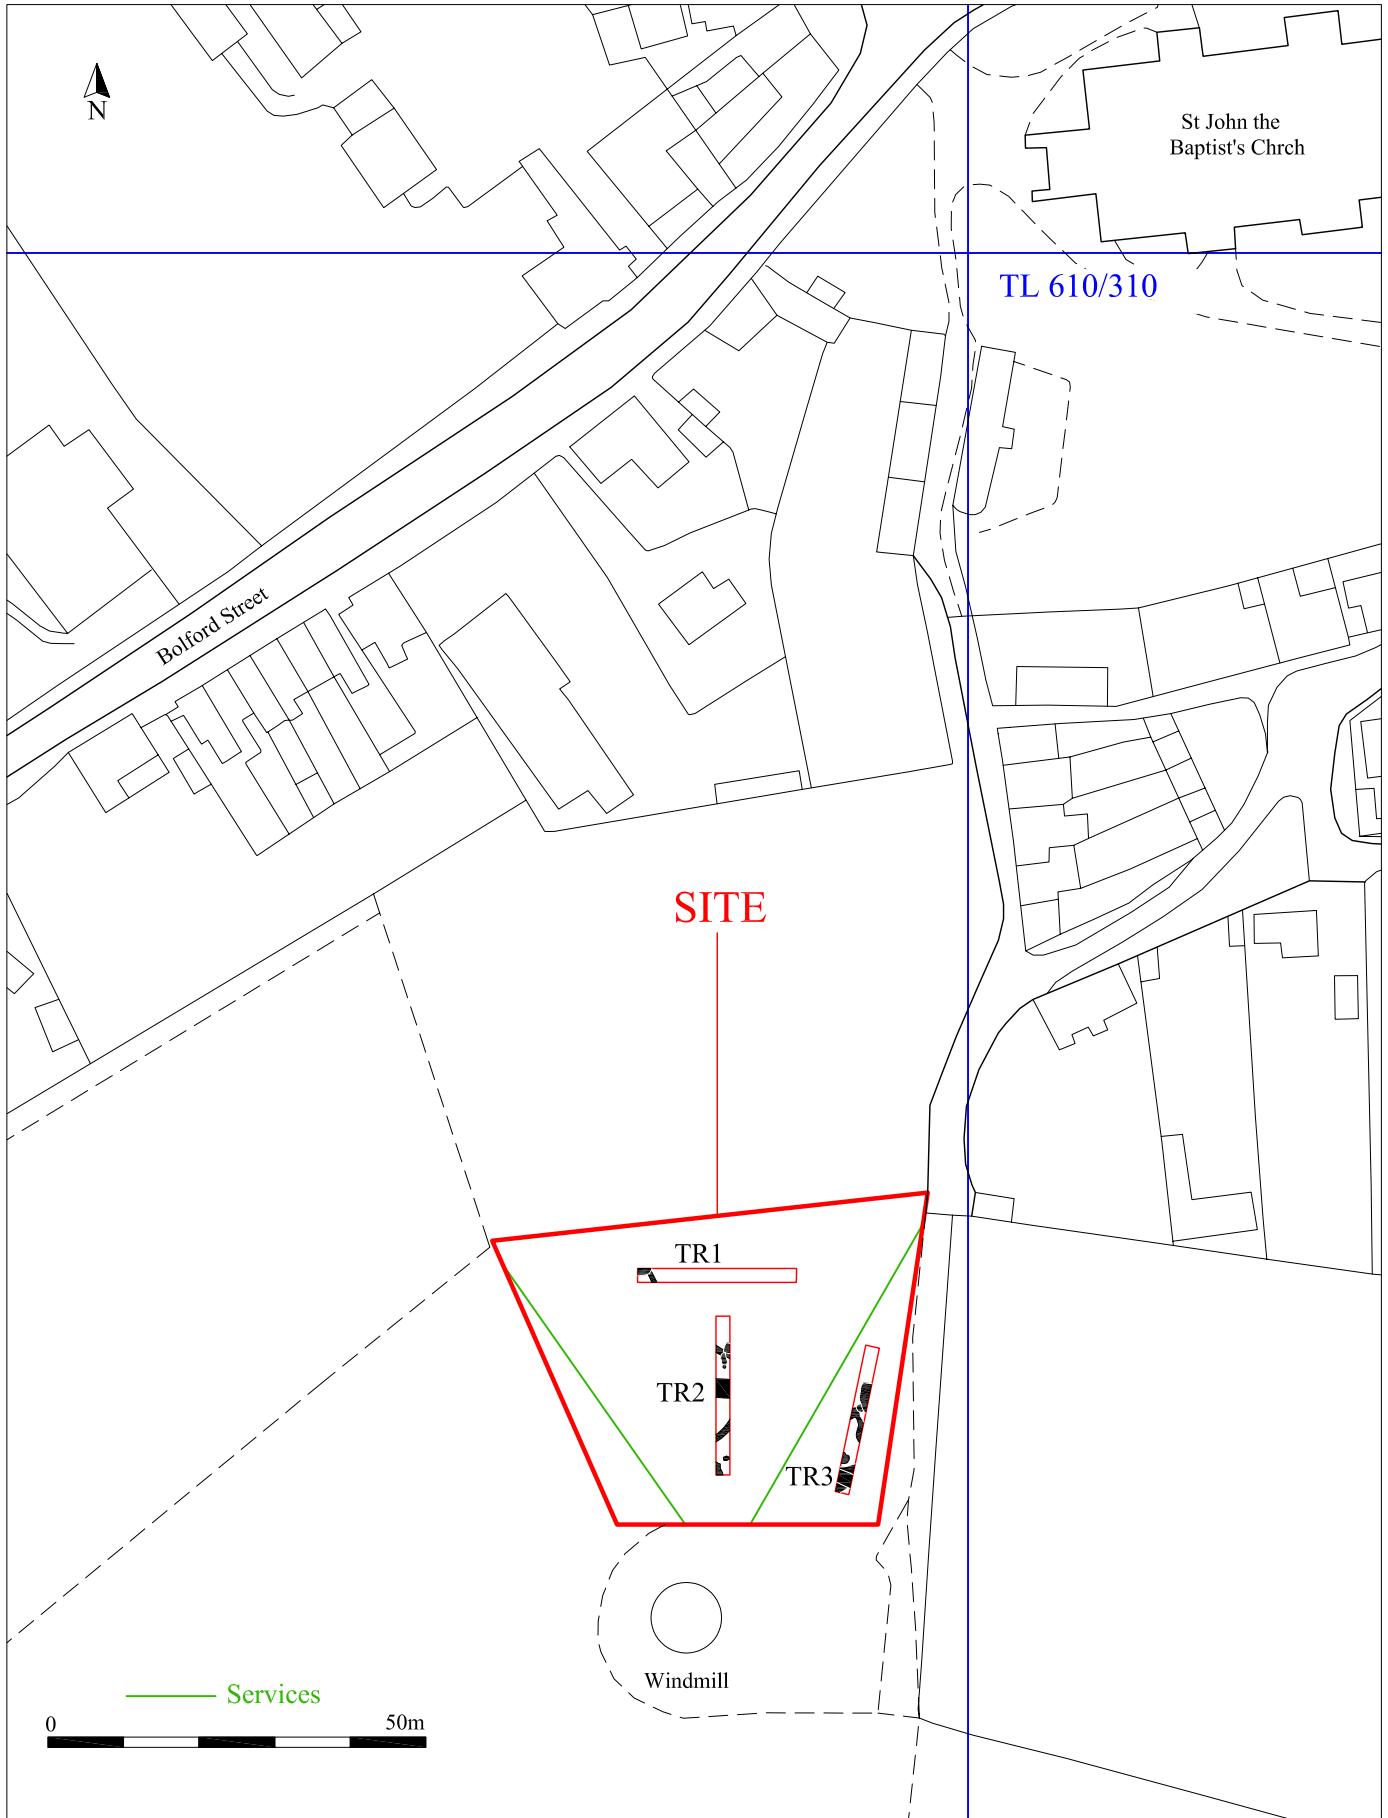 N
St John the
Baptist's Chrch
TL 610/310
Bolford Street
SITE
TR1
TR2
TR3
Windmill
Services
0 50m